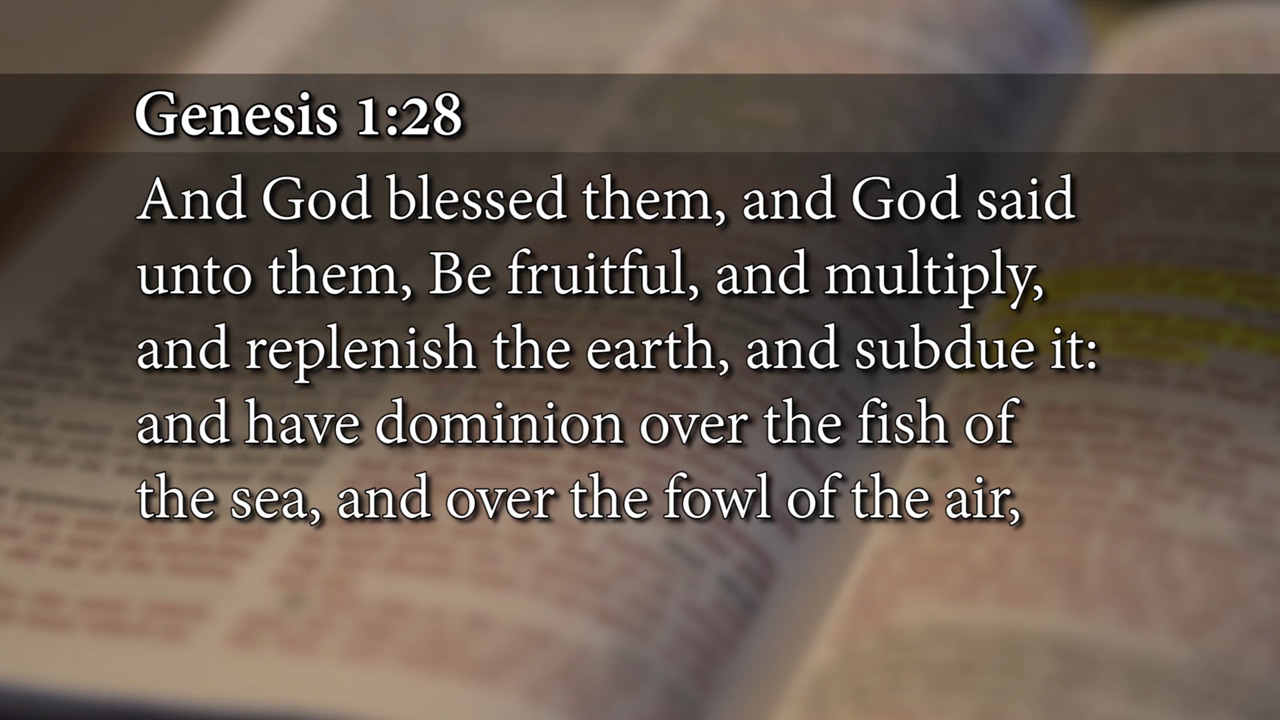 Genesis 1:28
And God blessed them, and God said
unto them, Be fruitful, and multiply,
and replenish the earth, and subdue it:
and have dominion over the fish of
the sea, and over the fowl of the air,